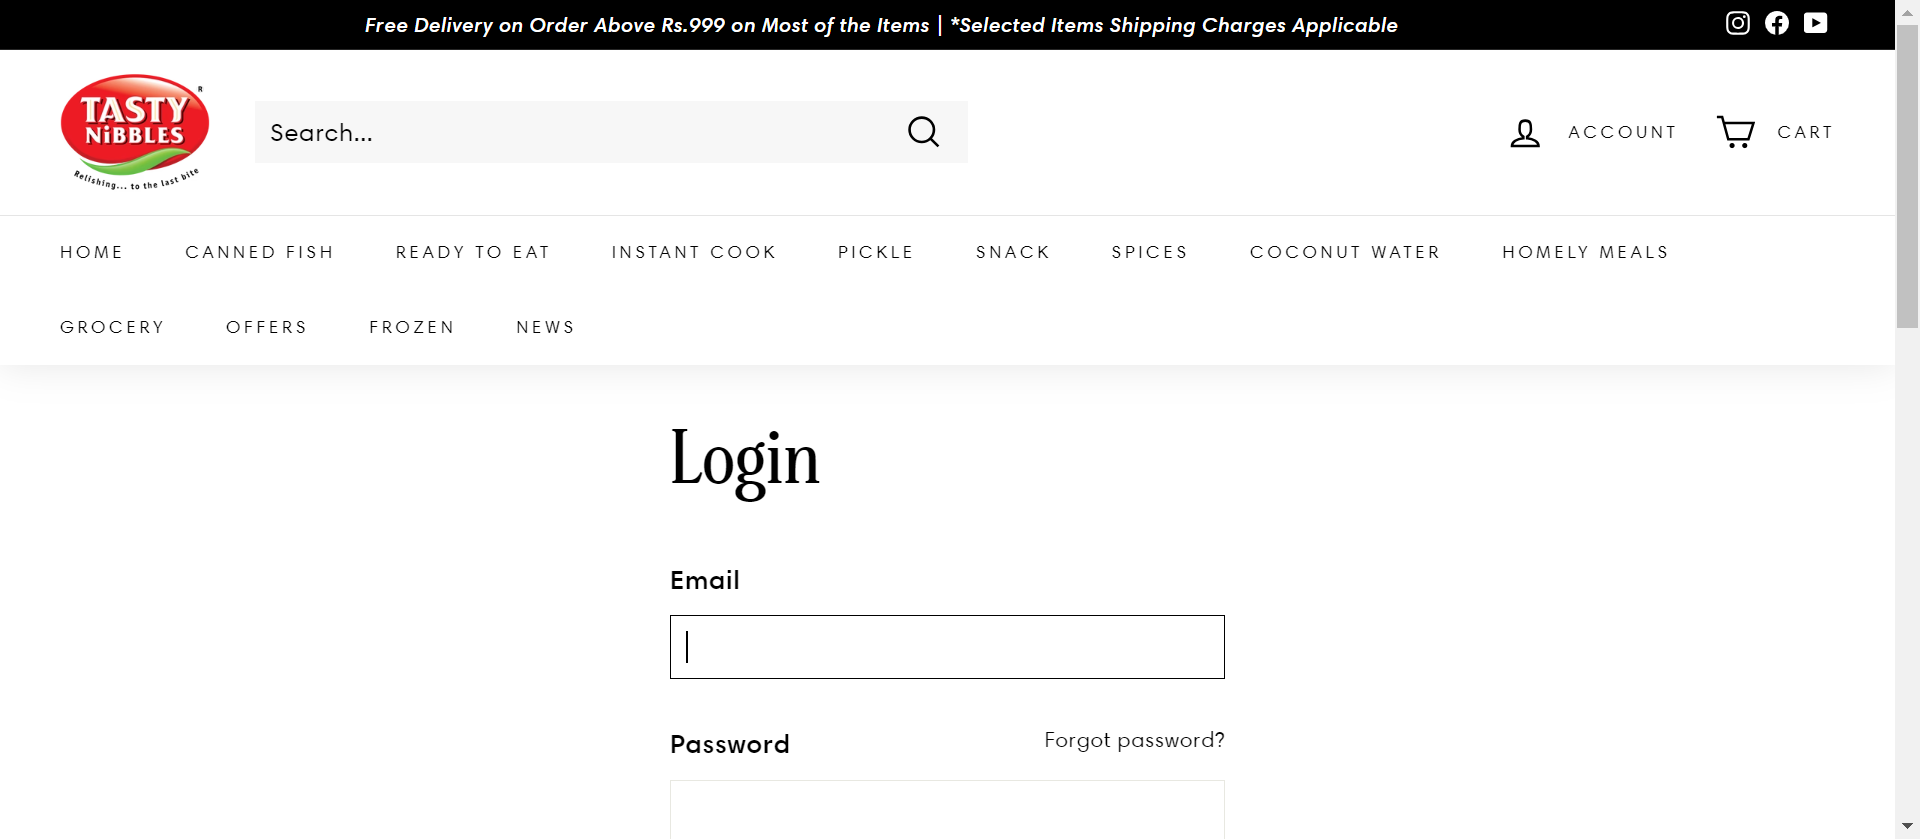 Free Delivery on Order Above Rs.999 on Most of the Items | *Selected Items Shipping Charges Applicable
TASTY
NiBBLES
R
Relishing... to the last bite
Search...
ACCOUNT
CART
HOME CANNED FISH READY TO EAT INSTANT COOK PICKLE SNACK SPICES COCONUT WATER HOMELY MEALS
GROCERY OFFERS FROZEN NEWS
Login
Email
Password
Forgot password?